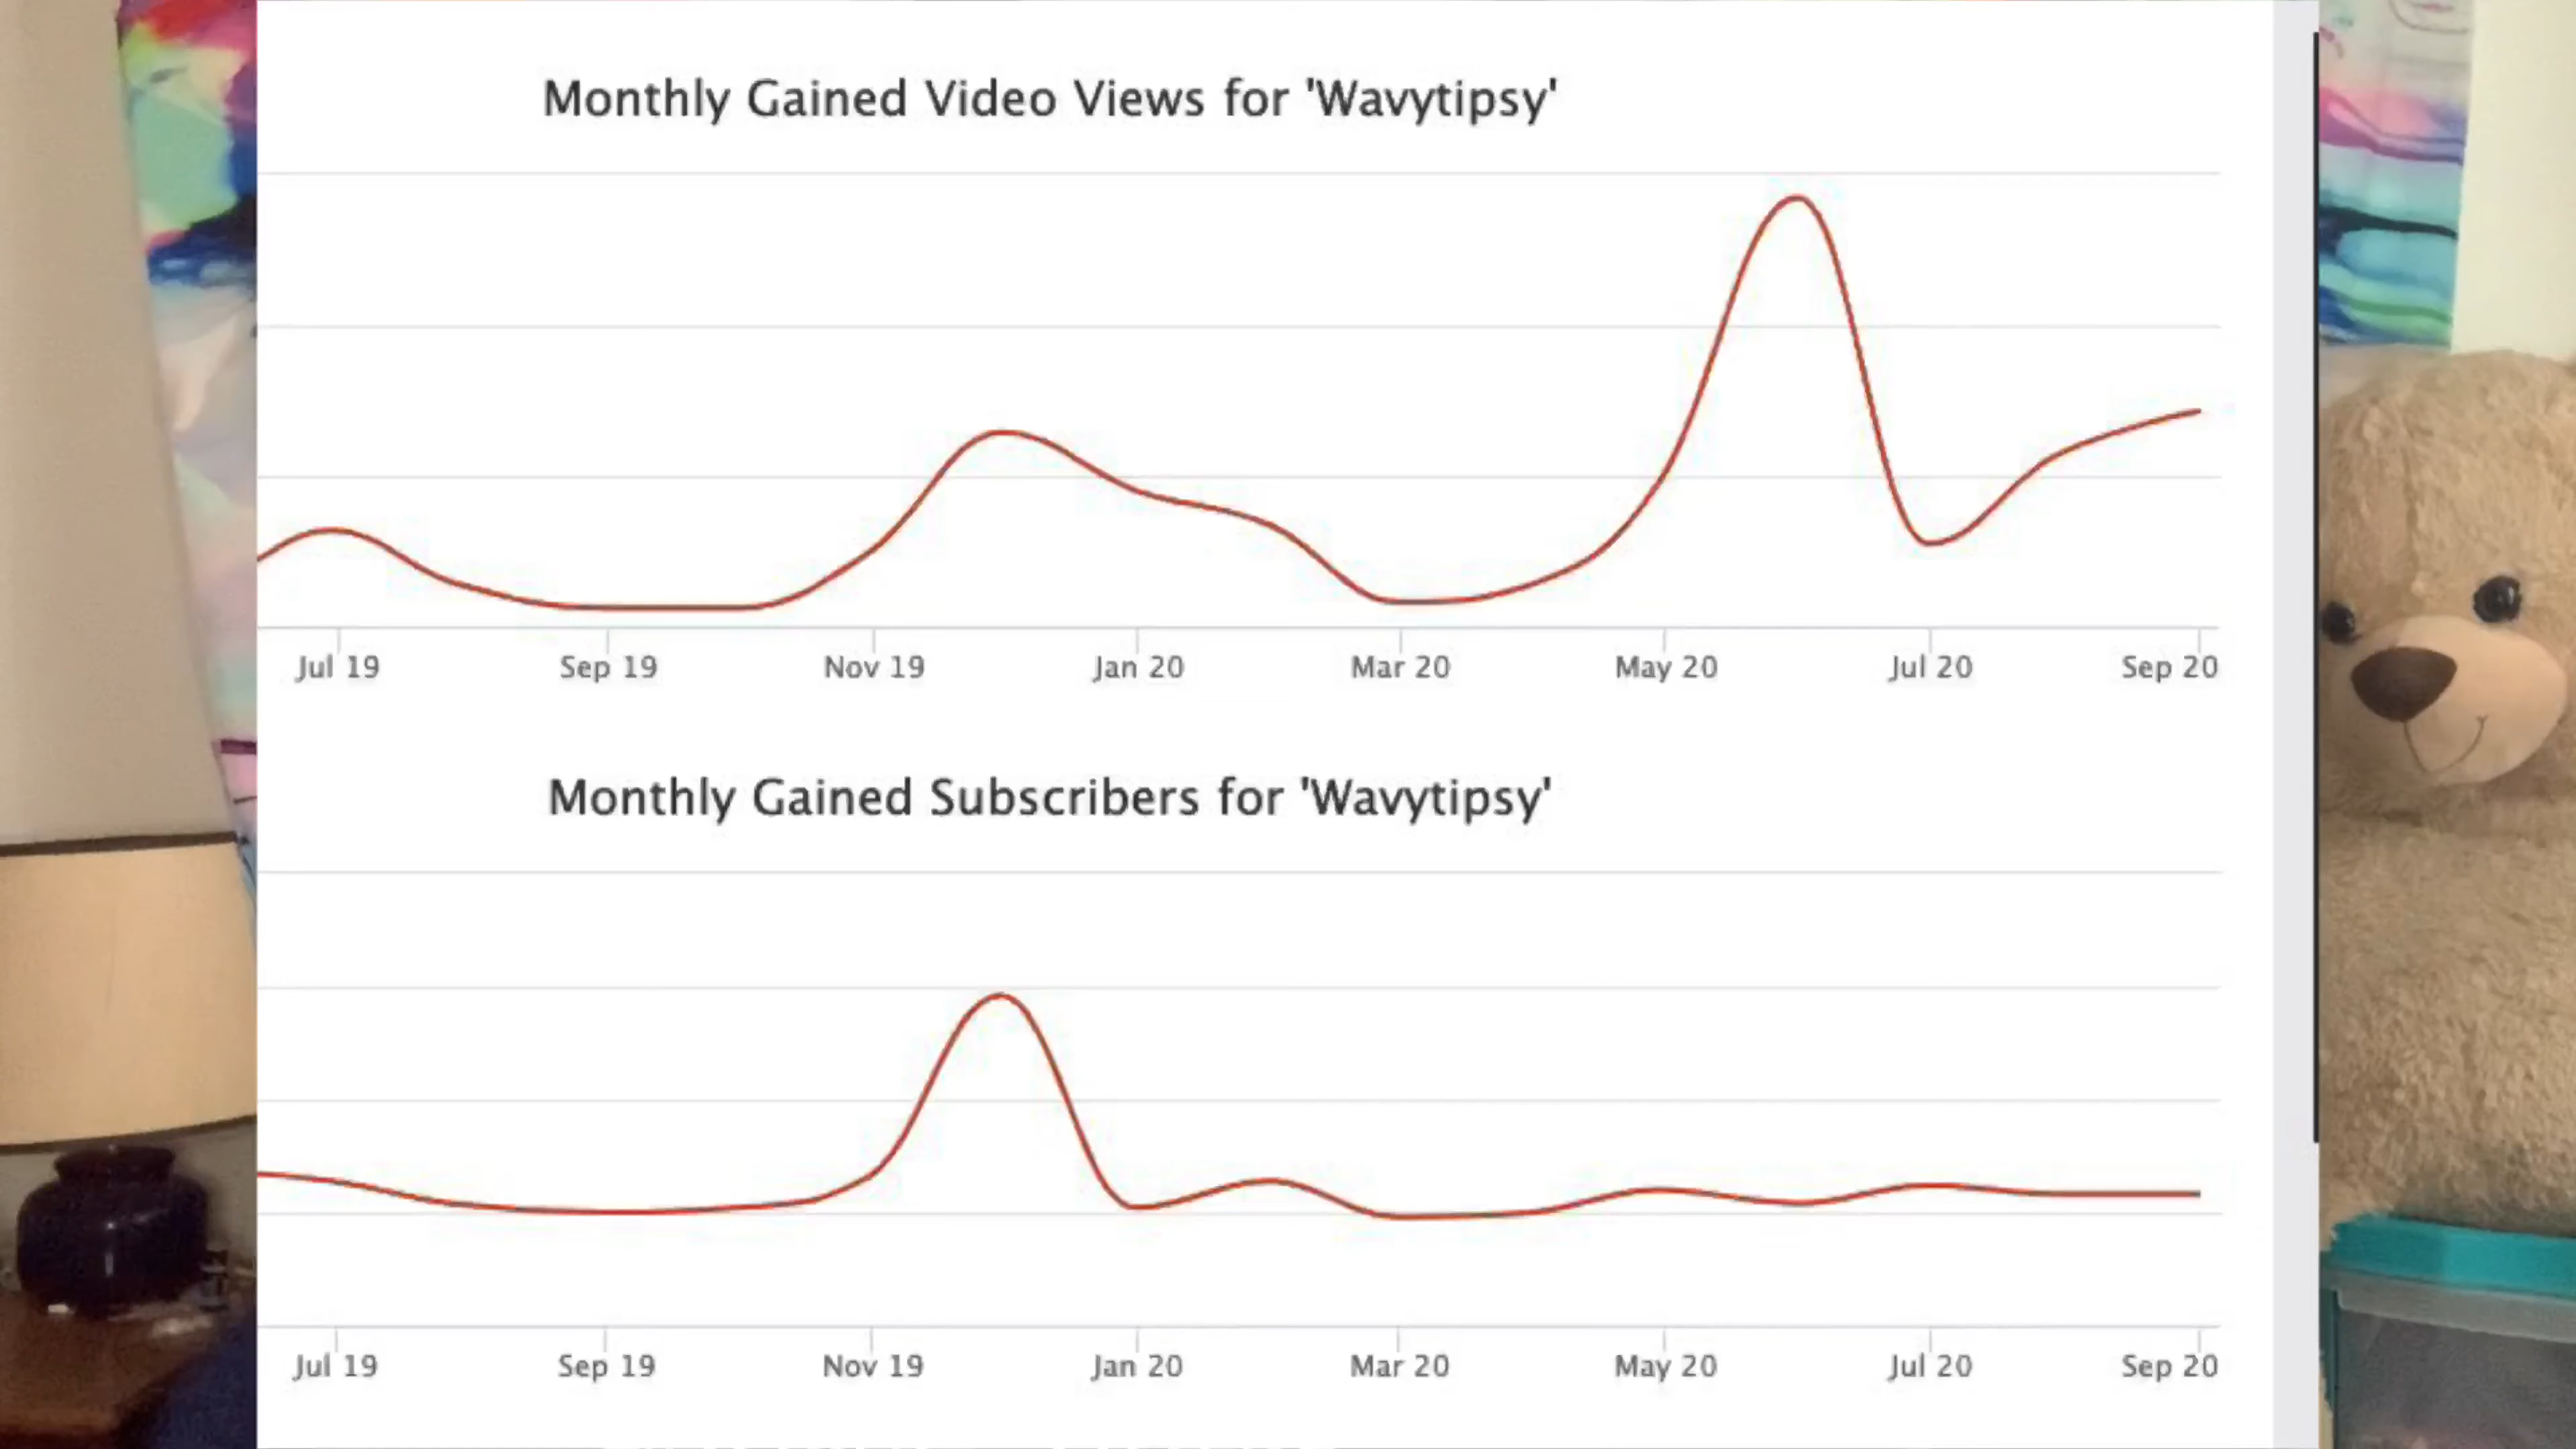 Monthly Gained Video Views for 'Wavytipsy'
Jul 19 Sep 19 Nov 19 Jan 20 Mar 20 May 20 Jul 20 Sep 20
Monthly Gained Subscribers for 'Wavytipsy'
Jul 19 Sep 19 Nov 19 Jan 20 Mar 20 May 20 Jul 20 Sep 20